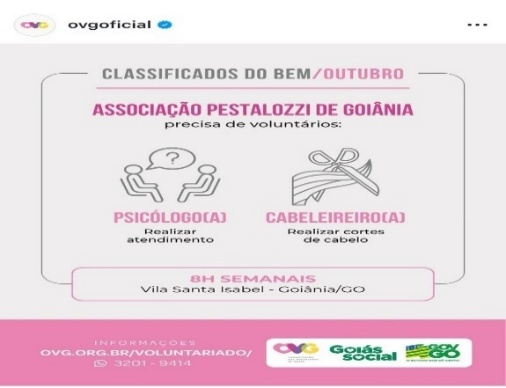 OVG ovgoficial
CLASSIFICADOS DO BEM/OUTUBRO
ASSOCIAÇÃO PESTALOZZI DE GOIÂNIA
precisa de voluntários:
?
PSICÓLOGO(A)
Realizar
atendimento
CABELEIREIRO(A)
Realizar cortes
de cabelo
8H SEMANAIS
Vila Santa Isabel - Goiânia/GO
INFORMAÇÕES
OVG.ORG.BR/VOLUNTARIADO/
3201 - 9414
OVG
Goiás
social
GOV
GO